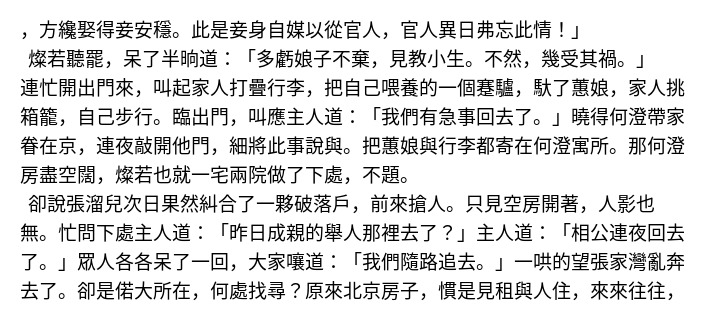 ，方纔娶得妾安穩。此是妾身自媒以從官人，官人異日弗忘此情！」
燦若聽罷，呆了半晌道：「多虧娘子不棄，見教小生。不然，幾受其禍。」
連忙開出門來，叫起家人打疊行李，把自己喂養的一個蹇驢，馱了蕙娘，家人挑
箱籠，自己步行。臨出門，叫應主人道：「我們有急事回去了。」曉得何澄帶家
眷在京，連夜敲開他門，細將此事說與。把蕙娘與行李都寄在何澄寓所。那何澄
房盡空闊，燦若也就一宅兩院做了下處，不題。
卻說張溜兒次日果然糾合了一夥破落戶，前來搶人。只見空房開著，人影也
無。忙問下處主人道：「昨日成親的舉人那裡去了？」主人道：「相公連夜回去
了。」眾人各各呆了一回，大家嚷道：「我們隨路追去。」一哄的望張家灣亂奔
去了。卻是偌大所在，何處找尋？原來北京房子，慣是見租與人住，來來往往，